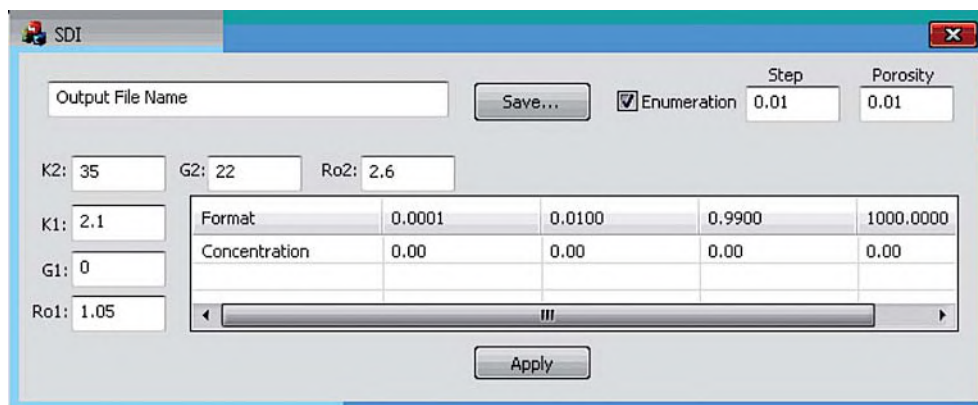 SDI
Step Porosity
Output File Name Save... Enumeration 0.01 0.01
K2: 35 G2: 22 Ro2: 2.6
K1: 2.1
G1: 0
Ro1: 1.05
Format 0.0001 0.0100 0.9900 1000.0000
Concentration 0.00 0.00 0.00 0.00
Apply